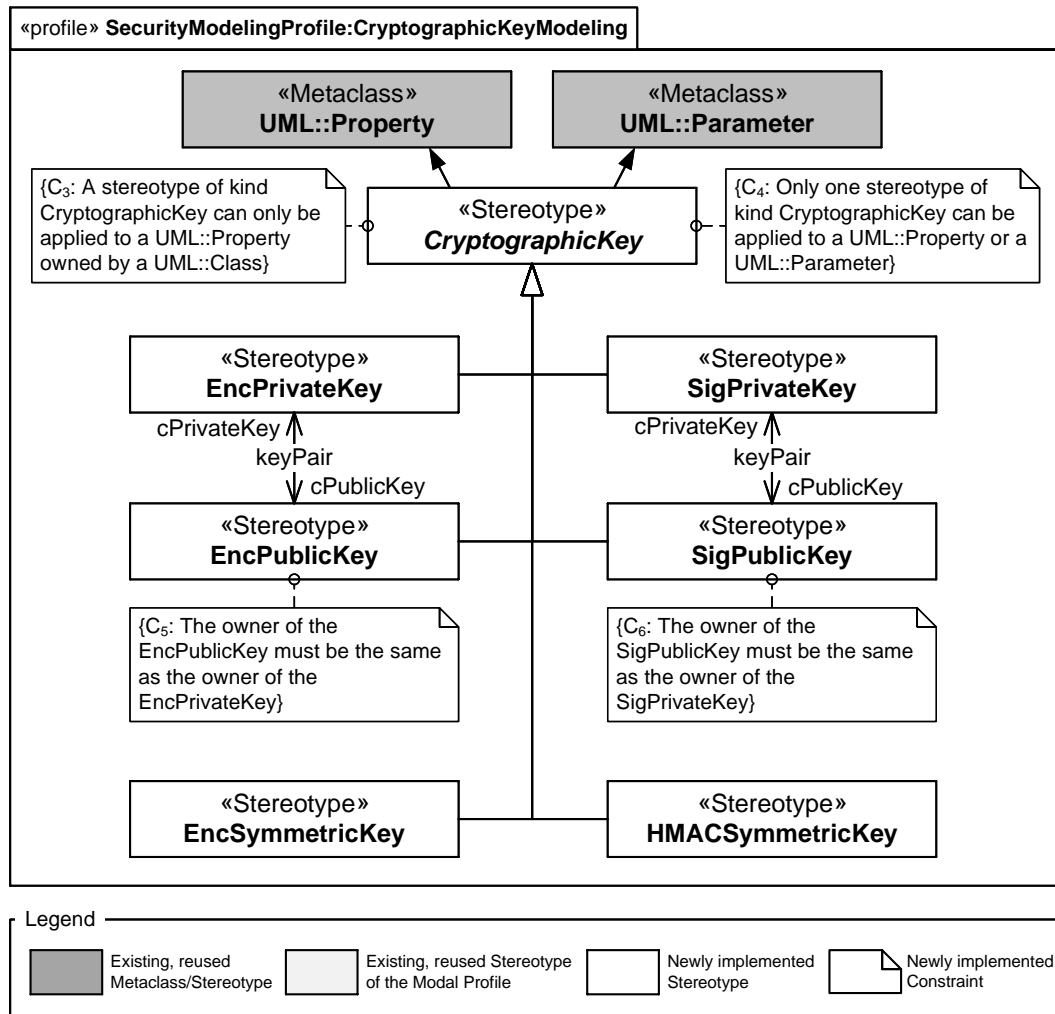 «profile» SecurityModelingProfile:CryptographicKeyModeling
«Metaclass»
UML::Property
«Metaclass»
UML::Parameter
{C₃: A stereotype of kind
CryptographicKey can only be
applied to a UML::Property
owned by a UML::Class}
«Stereotype»
CryptographicKey
{C₄: Only one stereotype of
kind CryptographicKey can be
applied to a UML::Property or a
UML::Parameter}
«Stereotype»
EncPrivateKey
«Stereotype»
SigPrivateKey
cPrivateKey
keyPair
cPublicKey
cPrivateKey
keyPair
cPublicKey
«Stereotype»
EncPublicKey
«Stereotype»
SigPublicKey
{C₅: The owner of the
EncPublicKey must be the same
as the owner of the
EncPrivateKey}
{C₆: The owner of the
SigPublicKey must be the same
as the owner of the
SigPrivateKey}
«Stereotype»
EncSymmetricKey
«Stereotype»
HMACSymmetricKey
Legend
Existing, reused
Metaclass/Stereotype
Existing, reused Stereotype
of the Modal Profile
Newly implemented
Stereotype
Newly implemented
Constraint